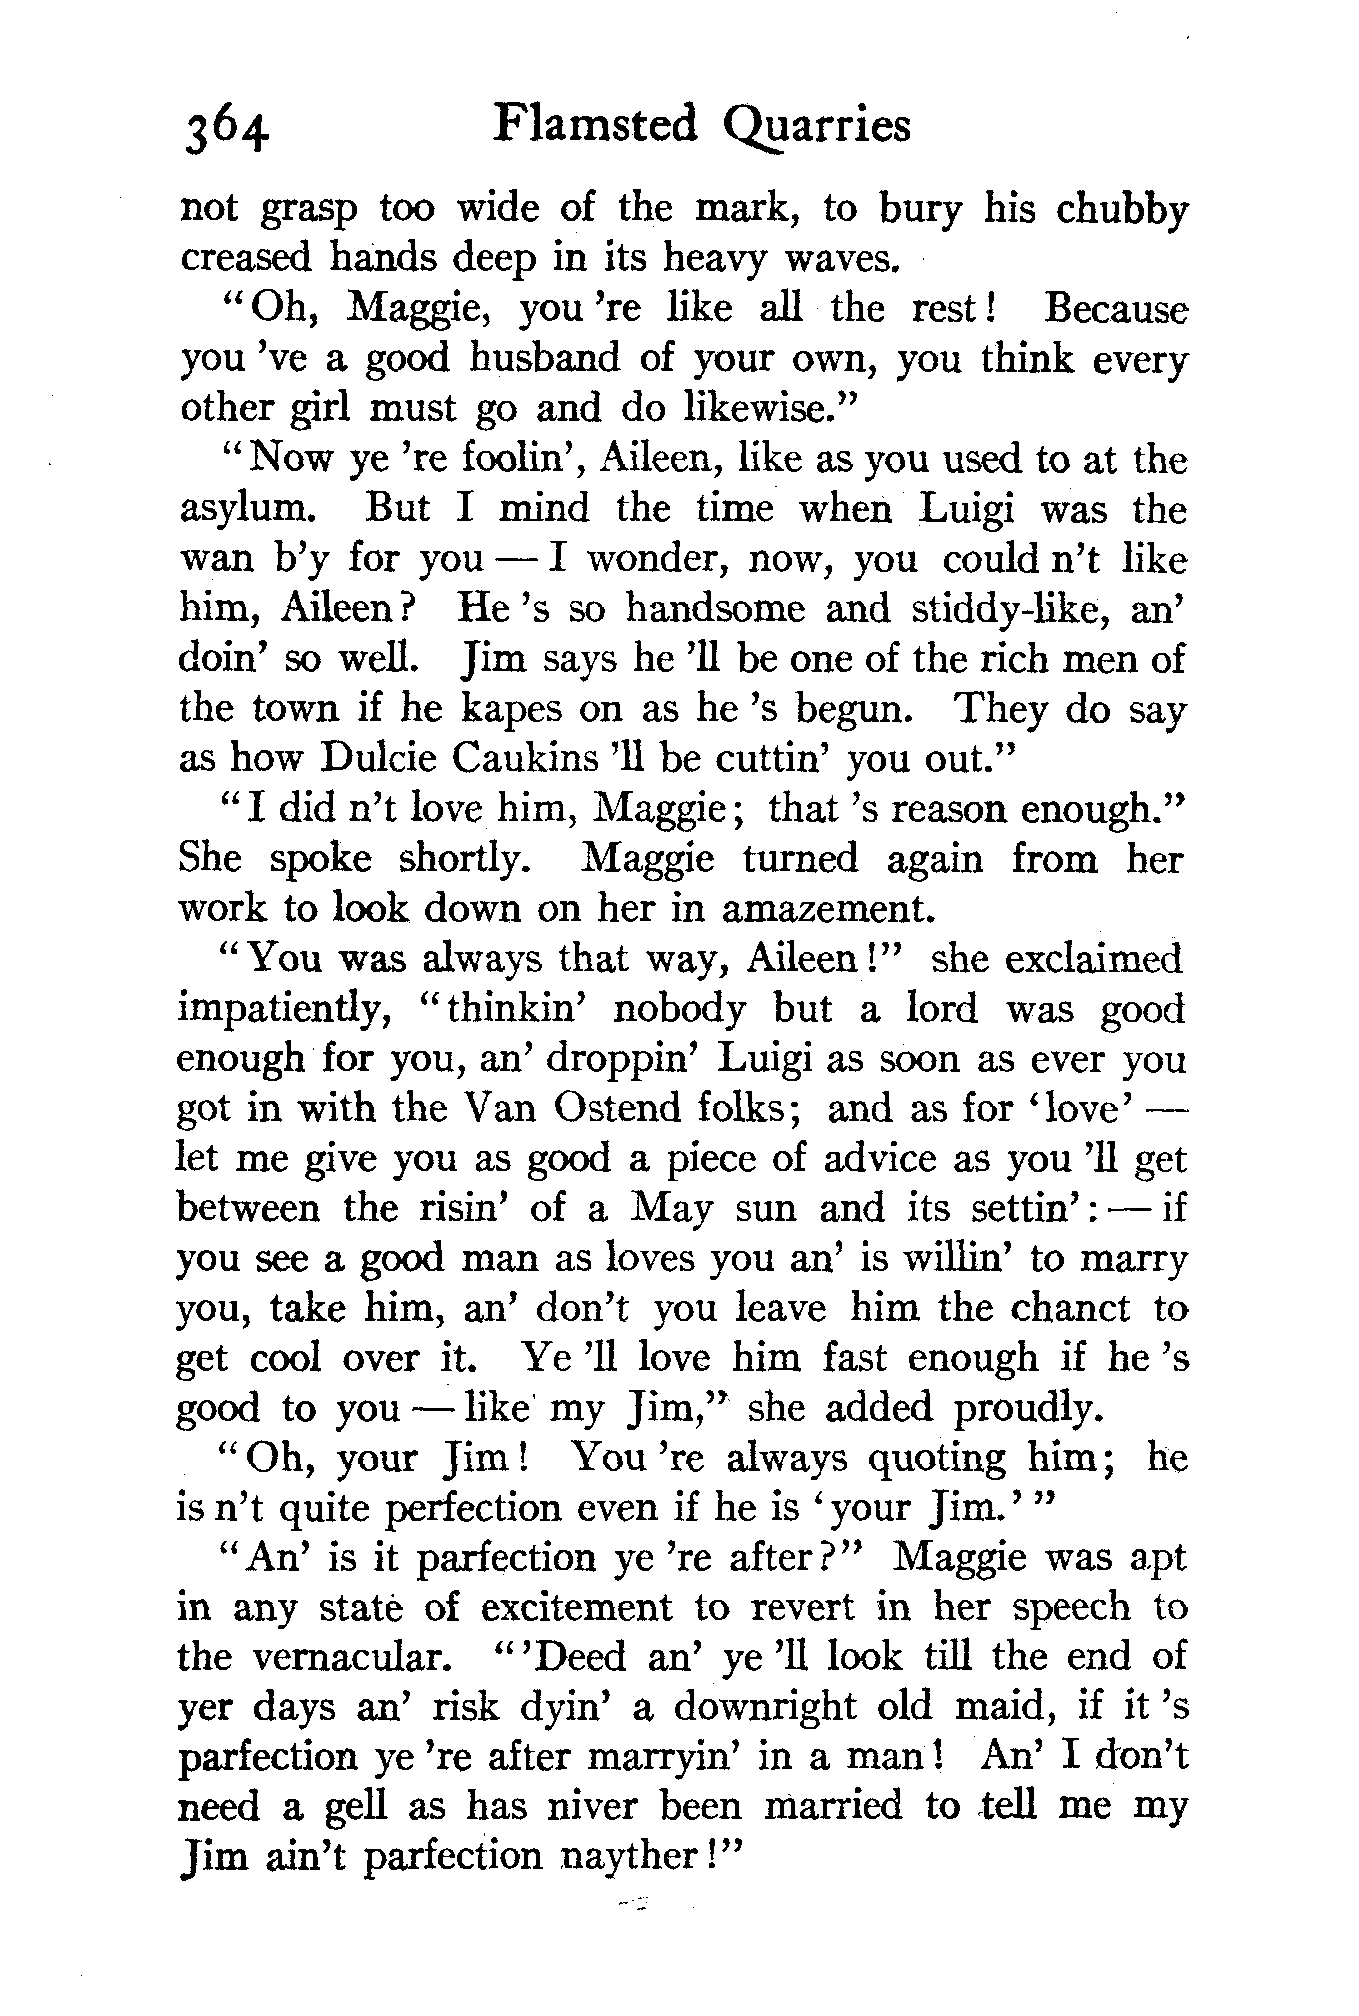 364 Flamsted Quarries
not grasp too wide of the mark, to bury his chubby
creased hands deep in its heavy waves.
"Oh, Maggie, you 're like all the rest! Because
you 've a good husband of your own, you think every
other girl must go and do likewise."
"Now ye 're foolin', Aileen, like as you used to at the
asylum. But I mind the time when Luigi was the
wan b'y for you — I wonder, now, you could n't like
him, Aileen? He 's so handsome and stiddy-like, an'
doin' so well. Jim says he 'll be one of the rich men of
the town if he kapes on as he 's begun. They do say
as how Dulcie Caukins 'll be cuttin' you out."
"I did n't love him, Maggie; that 's reason enough."
She spoke shortly. Maggie turned again from her
work to look down on her in amazement.
"You was always that way, Aileen!" she exclaimed
impatiently, "thinkin' nobody but a lord was good
enough for you, an' droppin' Luigi as soon as ever you
got in with the Van Ostend folks; and as for 'love' —
let me give you as good a piece of advice as you 'll get
between the risin' of a May sun and its settin': — if
you see a good man as loves you an' is willin' to marry
you, take him, an' don't you leave him the chanct to
get cool over it. Ye 'll love him fast enough if he 's
good to you — like my Jim," she added proudly.
"Oh, your Jim! You 're always quoting him; he
is n't quite perfection even if he is 'your Jim.' "
"An' is it parfection ye 're after?" Maggie was apt
in any state of excitement to revert in her speech to
the vernacular. "'Deed an' ye 'll look till the end of
yer days an' risk dyin' a downright old maid, if it 's
parfection ye 're after marryin' in a man! An' I don't
need a gell as has niver been married to tell me my
Jim ain't parfection nayther!"